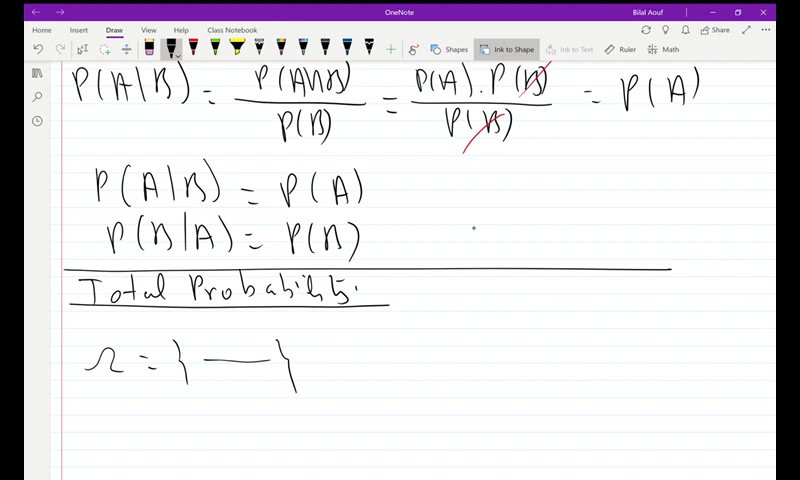 OneNote
Bilal Aouf
Home Insert Draw View Help Class Notebook
Share
Shapes Ink to Shape Ink to Text Ruler Math
P(A|B) = P(A∩B) / P(B) = P(A) . P(B) / P(B) = P(A)
P(A|B) = P(A)
P(B|A) = P(B)
Total Probability.
Ω = { — }